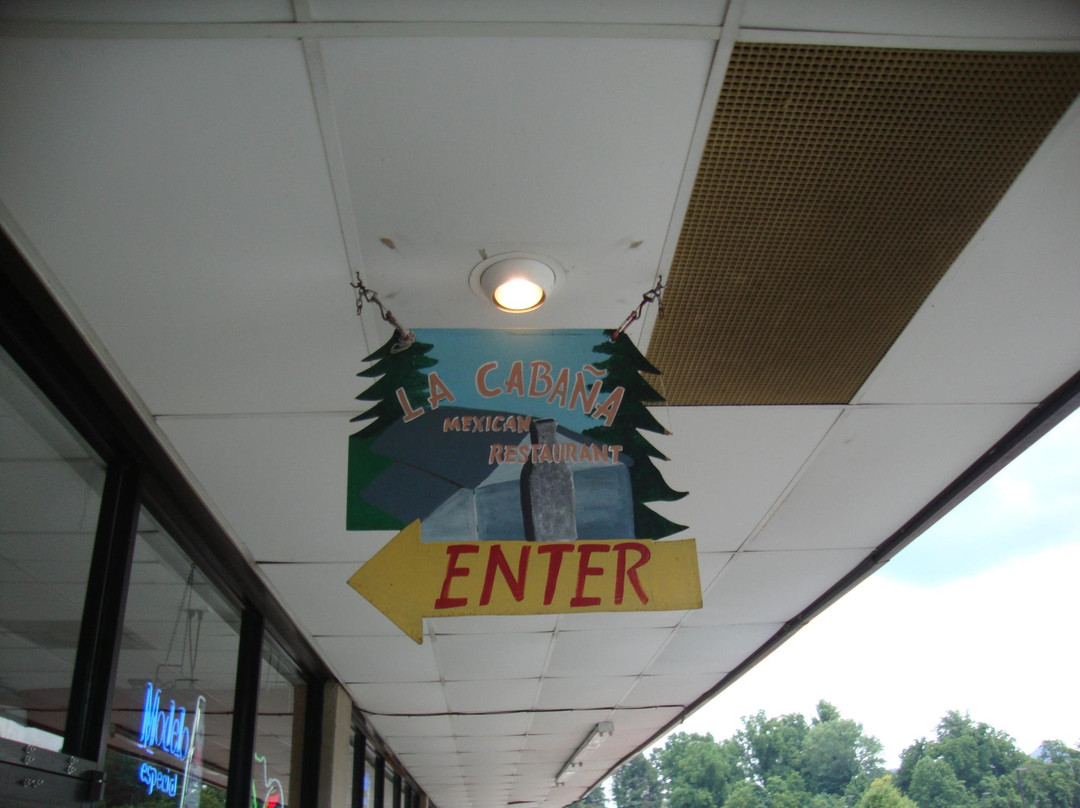 LA CABAÑA
MEXICAN
RESTAURANT
ENTER
Modelo
especial